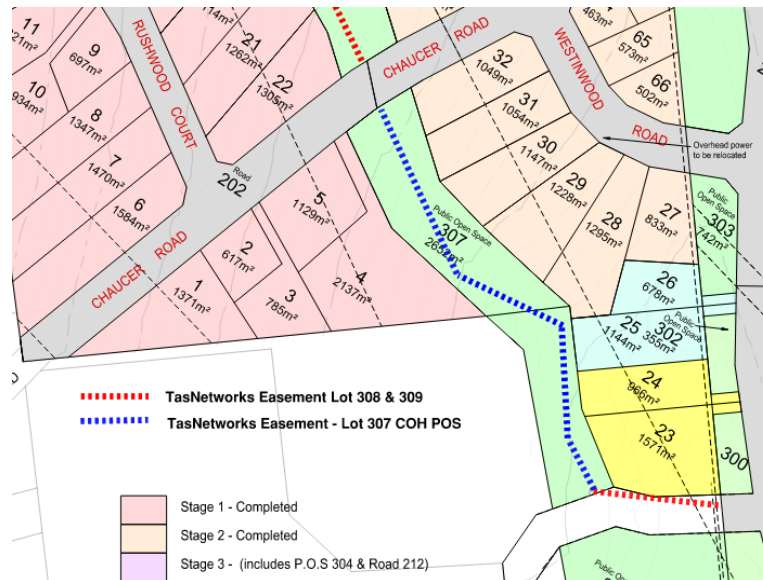 11
21m²
9
697m²
10
934m²
8
1347m²
7
1470m²
6
1584m²
RUSHWOOD COURT
114m²
21
1262m²
22
1305m²
CHAUCER ROAD
32
1049m²
31
1054m²
30
1147m²
29
1228m²
28
1295m²
27
833m²
WESTINWOOD ROAD
463m²
65
573m²
66
502m²
Overhead power
to be relocated
Road
202
5
1129m²
4
2137m²
2
617m²
3
785m²
1
1371m²
CHAUCER ROAD
Public Open Space
307
Public
Open Space
303
742m²
26
678m²
25
1144m²
Public
Open Space
302
355m²
24
966m²
23
1571m²
300
TasNetworks Easement Lot 308 & 309
TasNetworks Easement - Lot 307 COH POS
Stage 1 - Completed
Stage 2 - Completed
Stage 3 - (includes P.O.S 304 & Road 212)
Public